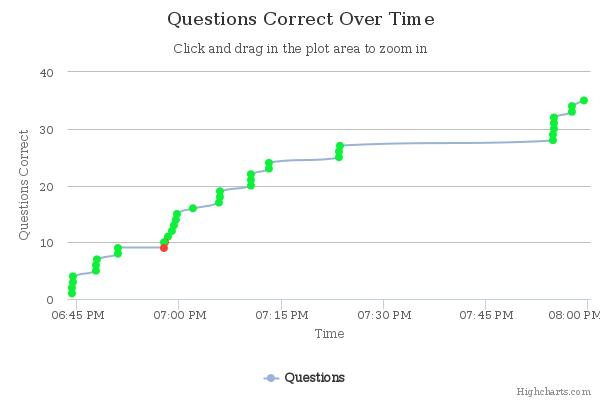 Questions Correct Over Time
Click and drag in the plot area to zoom in
Questions Correct
40
30
20
10
0
06:45 PM
07:00 PM
07:15 PM
07:30 PM
07:45 PM
08:00 PM
Time
Questions
Highcharts.com